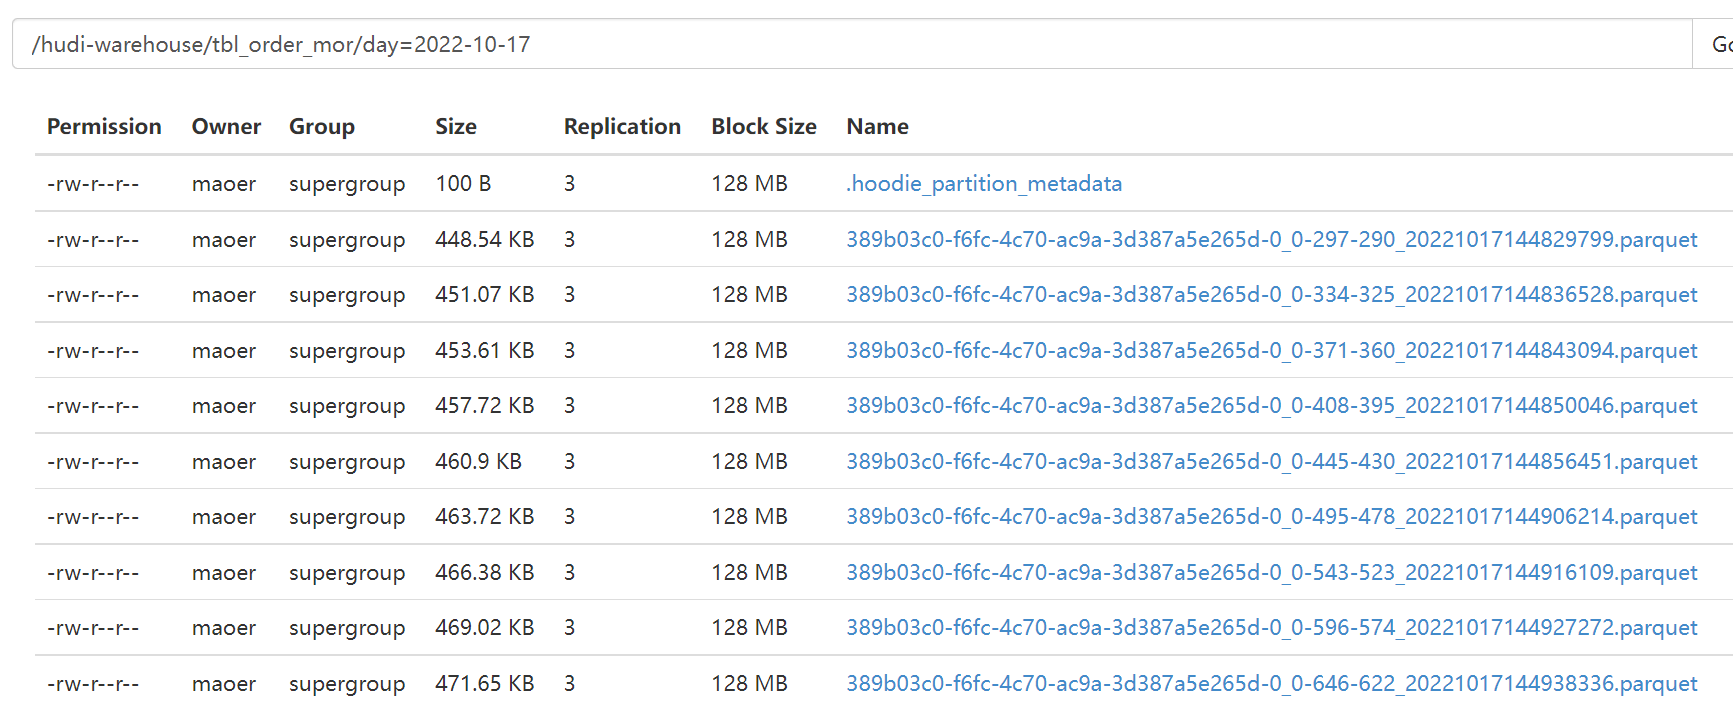 /hudi-warehouse/tbl_order_mor/day=2022-10-17 Go
Permission Owner Group Size Replication Block Size Name
-rw-r--r-- maoer supergroup 100 B 3 128 MB .hoodie_partition_metadata
-rw-r--r-- maoer supergroup 448.54 KB 3 128 MB 389b03c0-f6fc-4c70-ac9a-3d387a5e265d-0_0-297-290_20221017144829799.parquet
-rw-r--r-- maoer supergroup 451.07 KB 3 128 MB 389b03c0-f6fc-4c70-ac9a-3d387a5e265d-0_0-334-325_20221017144836528.parquet
-rw-r--r-- maoer supergroup 453.61 KB 3 128 MB 389b03c0-f6fc-4c70-ac9a-3d387a5e265d-0_0-371-360_20221017144843094.parquet
-rw-r--r-- maoer supergroup 457.72 KB 3 128 MB 389b03c0-f6fc-4c70-ac9a-3d387a5e265d-0_0-408-395_20221017144850046.parquet
-rw-r--r-- maoer supergroup 460.9 KB 3 128 MB 389b03c0-f6fc-4c70-ac9a-3d387a5e265d-0_0-445-430_20221017144856451.parquet
-rw-r--r-- maoer supergroup 463.72 KB 3 128 MB 389b03c0-f6fc-4c70-ac9a-3d387a5e265d-0_0-495-478_20221017144906214.parquet
-rw-r--r-- maoer supergroup 466.38 KB 3 128 MB 389b03c0-f6fc-4c70-ac9a-3d387a5e265d-0_0-543-523_20221017144916109.parquet
-rw-r--r-- maoer supergroup 469.02 KB 3 128 MB 389b03c0-f6fc-4c70-ac9a-3d387a5e265d-0_0-596-574_20221017144927272.parquet
-rw-r--r-- maoer supergroup 471.65 KB 3 128 MB 389b03c0-f6fc-4c70-ac9a-3d387a5e265d-0_0-646-622_20221017144938336.parquet